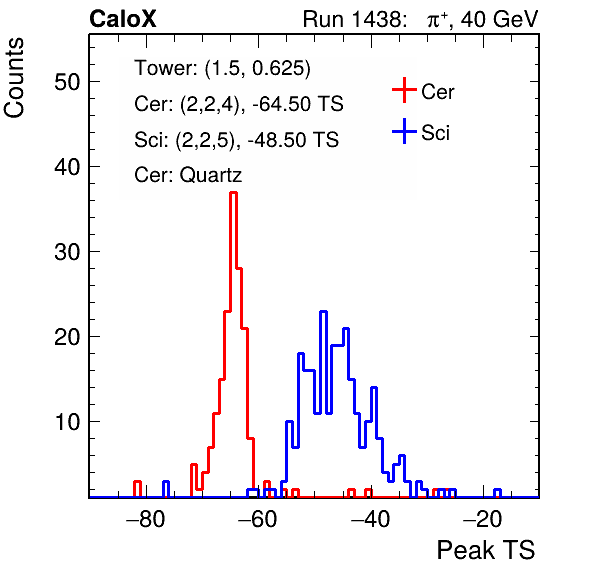 CaloX Run 1438: π+, 40 GeV
Counts
Tower: (1.5, 0.625)
Cer: (2,2,4), -64.50 TS
Sci: (2,2,5), -48.50 TS
Cer: Quartz
Cer
Sci
50
40
30
20
10
−80 −60 −40 −20
Peak TS